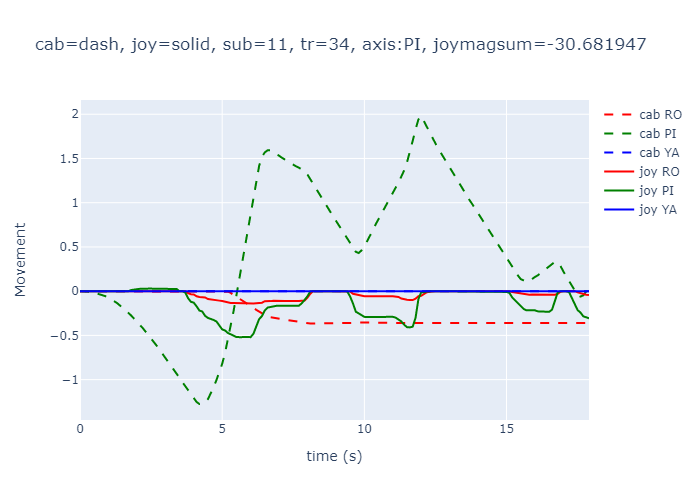 cab=dash, joy=solid, sub=11, tr=34, axis:PI, joymagsum=-30.681947
2
1.5
1
0.5
0
−0.5
−1
Movement
0
5
10
15
time (s)
cab RO
cab PI
cab YA
joy RO
joy PI
joy YA